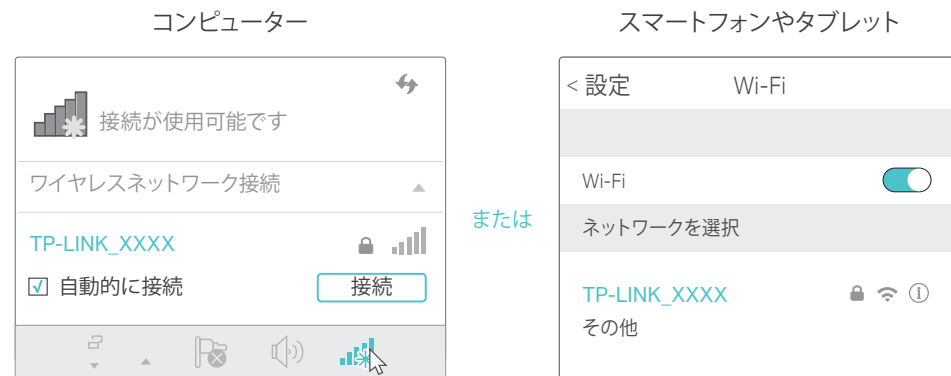 コンピューター
接続が使用可能です
ワイヤレスネットワーク接続
TP-LINK_XXXX
自動的に接続
接続
または
スマートフォンやタブレット
< 設定
Wi-Fi
Wi-Fi
ネットワークを選択
TP-LINK_XXXX
その他